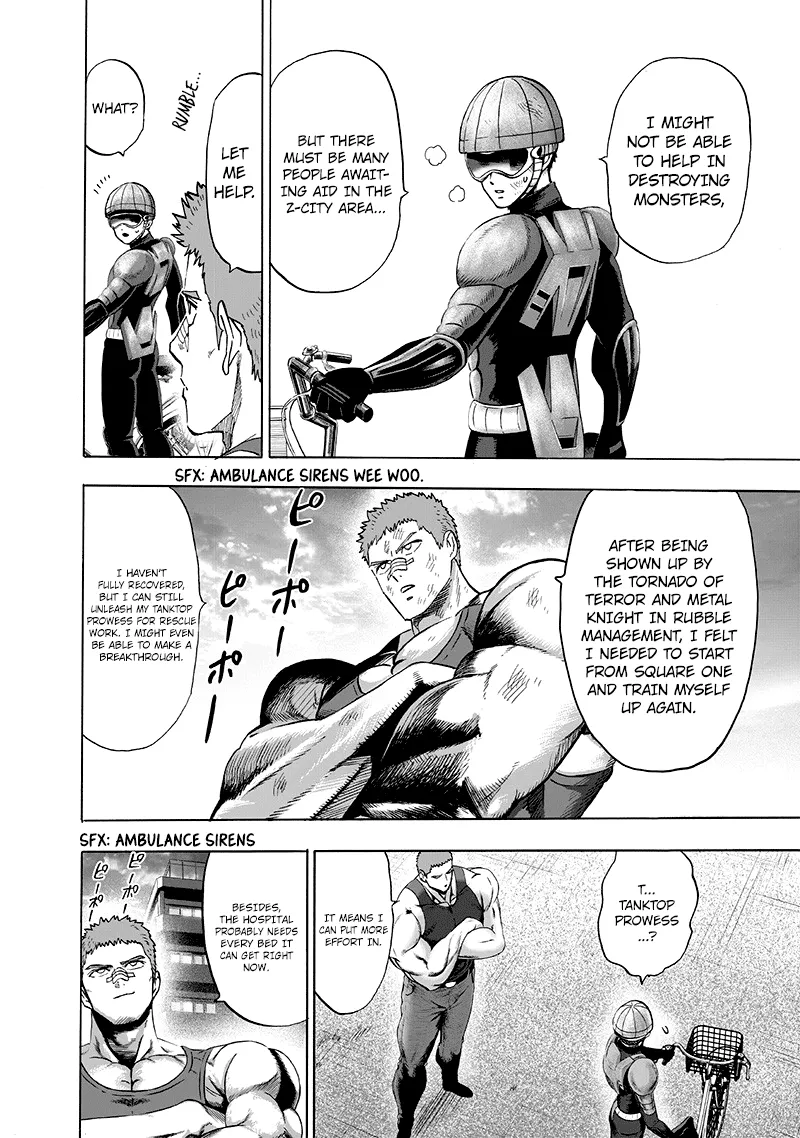 I MIGHT
NOT BE ABLE
TO HELP IN
DESTROYING
MONSTERS,
BUT THERE
MUST BE MANY
PEOPLE AWAIT-
ING AID IN THE
Z-CITY AREA...
LET
ME
HELP.
RUMBLE...
WHAT?
SFX: AMBULANCE SIRENS WEE WOO.
AFTER BEING
SHOWN UP BY
THE TORNADO OF
TERROR AND METAL
KNIGHT IN RUBBLE
MANAGEMENT, I FELT
I NEEDED TO START
FROM SQUARE ONE
AND TRAIN MYSELF
UP AGAIN.
ピーポー
ピーポー
I HAVEN'T
FULLY RECOVERED,
BUT I CAN STILL
UNLEASH MY TANKTOP
PROWESS FOR RESCUE
WORK. I MIGHT EVEN
BE ABLE TO MAKE A
BREAKTHROUGH.
SFX: AMBULANCE SIRENS
T...
TANKTOP
PROWESS
...?
IT MEANS I
CAN PUT MORE
EFFORT IN.
BESIDES,
THE HOSPITAL
PROBABLY NEEDS
EVERY BED IT
CAN GET RIGHT
NOW.
ピーポー
ピーポー